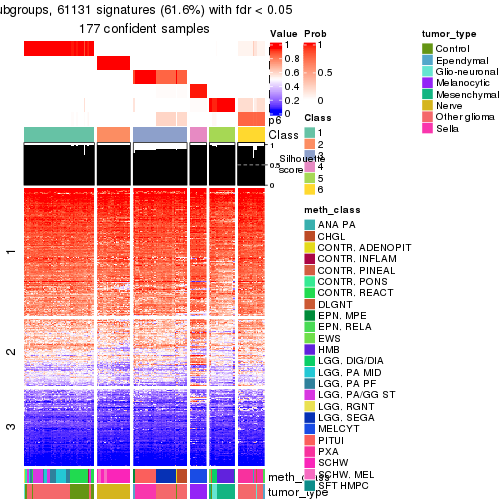 ubgroups, 61131 signatures (61.6%) with fdr < 0.05
177 confident samples
Value
1
0.8
0.6
0.4
0.2
0
Prob
1
0.5
0
p6
Class
1
0.5
0
Silhouette
score
Class
1
2
3
4
5
6
1
2
3
meth_class
tumor_type
meth_class
ANA PA
CHGL
CONTR. ADENOPIT
CONTR. INFLAM
CONTR. PINEAL
CONTR. PONS
CONTR. REACT
DLGNT
EPN. MPE
EPN. RELA
EWS
HMB
LGG. DIG/DIA
LGG. PA MID
LGG. PA PF
LGG. PA/GG ST
LGG. RGNT
LGG. SEGA
MELCYT
PITUI
PXA
SCHW
SCHW. MEL
SFT HMPC
tumor_type
Control
Ependymal
Glio-neuronal
Melanocytic
Mesenchymal
Nerve
Other glioma
Sella